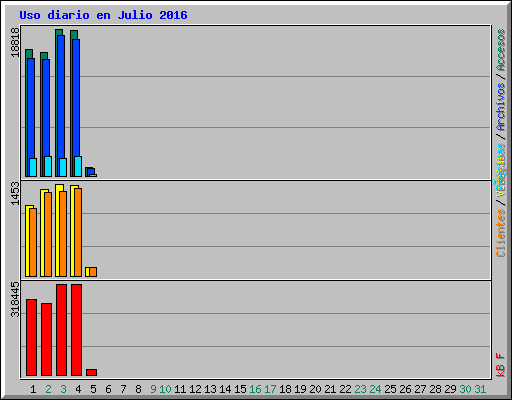 Uso diario en Julio 2016
18818
1453
318445
Accesos
/
Archivos
/
Clientes
/
kB F
1 2 3 4 5 6 7 8 9 10 11 12 13 14 15 16 17 18 19 20 21 22 23 24 25 26 27 28 29 30 31